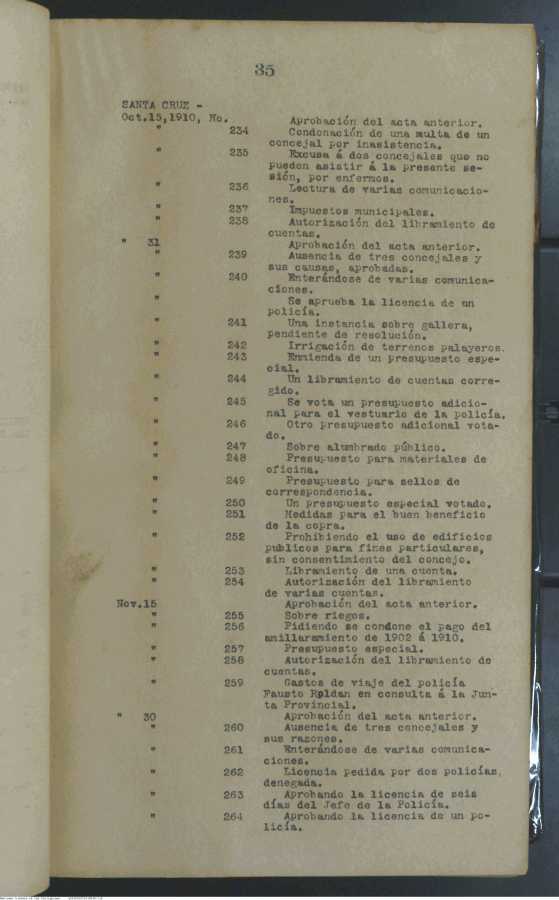 35
SANTA CRUZ -
Oct.15,1910, No. Aprobación del acta anterior.
" 234 Condonación de una multa de un
concejal por inasistencia.
" 235 Excusa á dos concejales que no
pueden asistir á la presente se-
sión, por enfermos.
" 236 Lectura de varias comunicacio-
nes.
" 237 Impuestos municipales.
" 238 Autorización del libramiento de
cuentas.
" 31 Aprobación del acta anterior.
" 239 Ausencia de tres concejales y
sus causas, aprobadas.
" 240 Enterándose de varias comunica-
ciones.
" Se aprueba la licencia de un
policía.
" 241 Una instancia sobre gallera,
pendiente de resolución.
" 242 Irrigación de terrenos palayeros.
" 243 Enmienda de un presupuesto espe-
cial.
" 244 Un libramiento de cuentas corre-
gido.
" 245 Se vota un presupuesto adicio-
nal para el vestuario de la policía.
" 246 Otro presupuesto adicional vota-
do.
" 247 Sobre alumbrado público.
" 248 Presupuesto para materiales de
oficina.
" 249 Presupuesto para sellos de
correspondencia.
" 250 Un presupuesto especial votado.
" 251 Medidas para el buen beneficio
de la copra.
" 252 Prohibiendo el uso de edificios
publicos para fines particulares,
sin consentimiento del concejo.
" 253 Libramiento de una cuenta.
" 254 Autorización del libramiento
de varias cuentas.
Nov.15 Aprobación del acta anterior.
" 255 Sobre riegos.
" 256 Pidiendo se condone el pago del
amillaramiento de 1902 á 1910.
" 257 Presupuesto especial.
" 258 Autorización del libramiento de
cuentas.
" 259 Gastos de viaje del policía
Fausto Roldan en consulta á la Jun-
ta Provincial.
" 30 Aprobación del acta anterior.
" 260 Ausencia de tres concejales y
sus razones.
" 261 Enterándose de varias comunica-
ciones.
" 262 Licencia pedida por dos policías,
denegada.
" 263 Aprobando la licencia de seis
días del Jefe de la Policía.
" 264 Aprobando la licencia de un po-
licía.